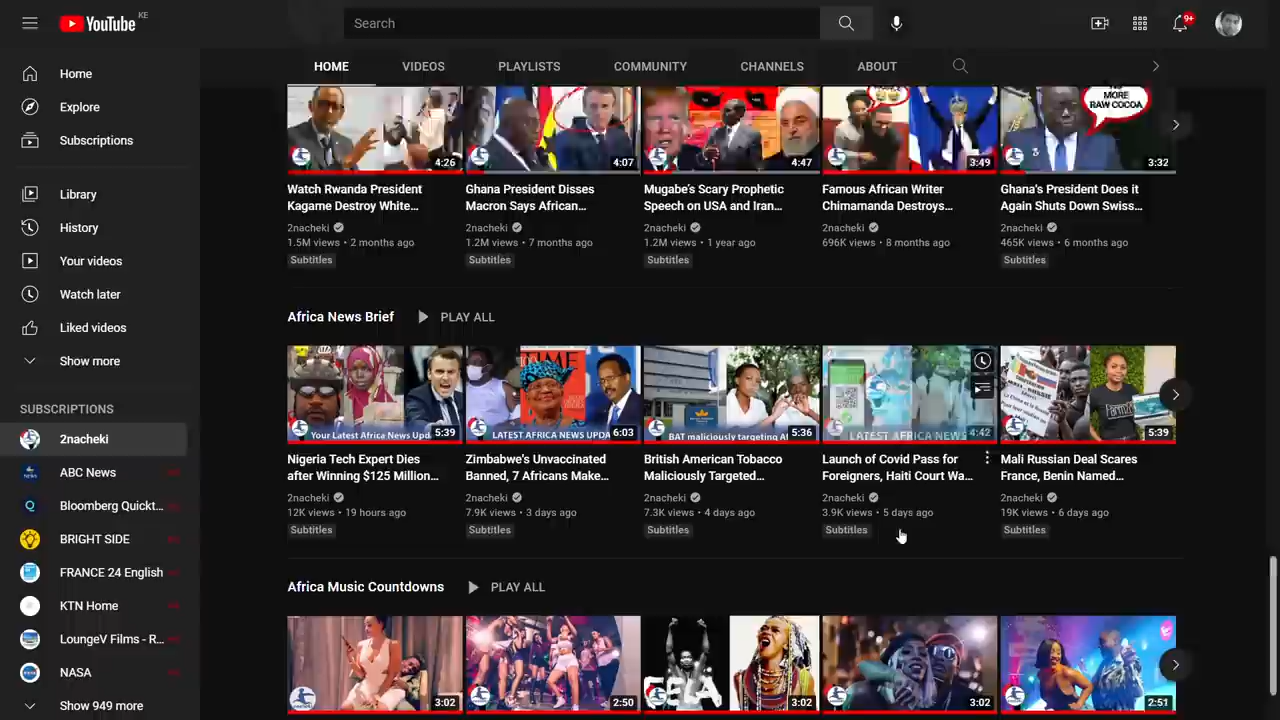 YouTube KE
Search
9+
Home
Explore
Subscriptions
Library
History
Your videos
Watch later
Liked videos
Show more
SUBSCRIPTIONS
2nacheki
ABC News
Bloomberg Quickt...
BRIGHT SIDE
FRANCE 24 English
KTN Home
LoungeV Films - R...
NASA
Show 949 more
HOME VIDEOS PLAYLISTS COMMUNITY CHANNELS ABOUT
MORE
RAW COCOA
4:26 4:07 4:47 3:49 3:32
Watch Rwanda President
Kagame Destroy White...
2nacheki
1.5M views • 2 months ago
Subtitles
Ghana President Disses
Macron Says African...
2nacheki
1.2M views • 7 months ago
Subtitles
Mugabe's Scary Prophetic
Speech on USA and Iran...
2nacheki
1.2M views • 1 year ago
Subtitles
Famous African Writer
Chimamanda Destroys...
2nacheki
696K views • 8 months ago
Ghana's President Does it
Again Shuts Down Swiss...
2nacheki
465K views • 6 months ago
Subtitles
Africa News Brief PLAY ALL
Your Latest Africa News Upda
5:39
LATEST AFRICA NEWS UPDA
6:03
BAT maliciously targeting A
5:36
LATEST AFRICA NEWS
4:42
5:39
Nigeria Tech Expert Dies
after Winning $125 Million...
2nacheki
12K views • 19 hours ago
Subtitles
Zimbabwe's Unvaccinated
Banned, 7 Africans Make...
2nacheki
7.9K views • 3 days ago
Subtitles
British American Tobacco
Maliciously Targeted...
2nacheki
7.3K views • 4 days ago
Subtitles
Launch of Covid Pass for
Foreigners, Haiti Court Wa...
2nacheki
3.9K views • 5 days ago
Subtitles
Mali Russian Deal Scares
France, Benin Named...
2nacheki
19K views • 6 days ago
Subtitles
Africa Music Countdowns PLAY ALL
FELA
3:02 2:50 3:02 3:02 2:51